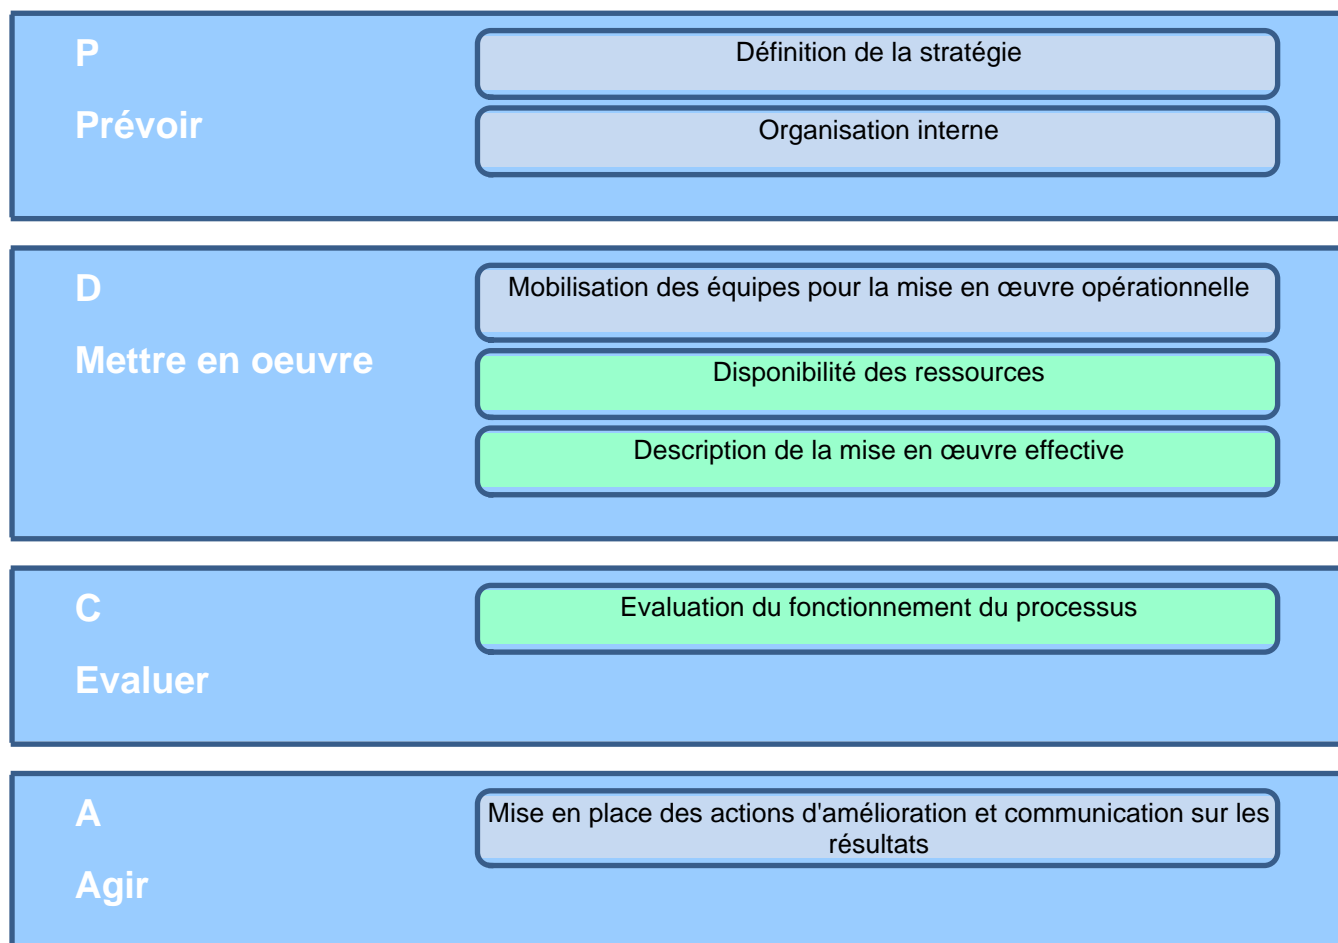 P
Prévoir
Définition de la stratégie
Organisation interne
D
Mettre en oeuvre
Mobilisation des équipes pour la mise en œuvre opérationnelle
Disponibilité des ressources
Description de la mise en œuvre effective
C
Evaluer
Evaluation du fonctionnement du processus
A
Agir
Mise en place des actions d'amélioration et communication sur les
résultats